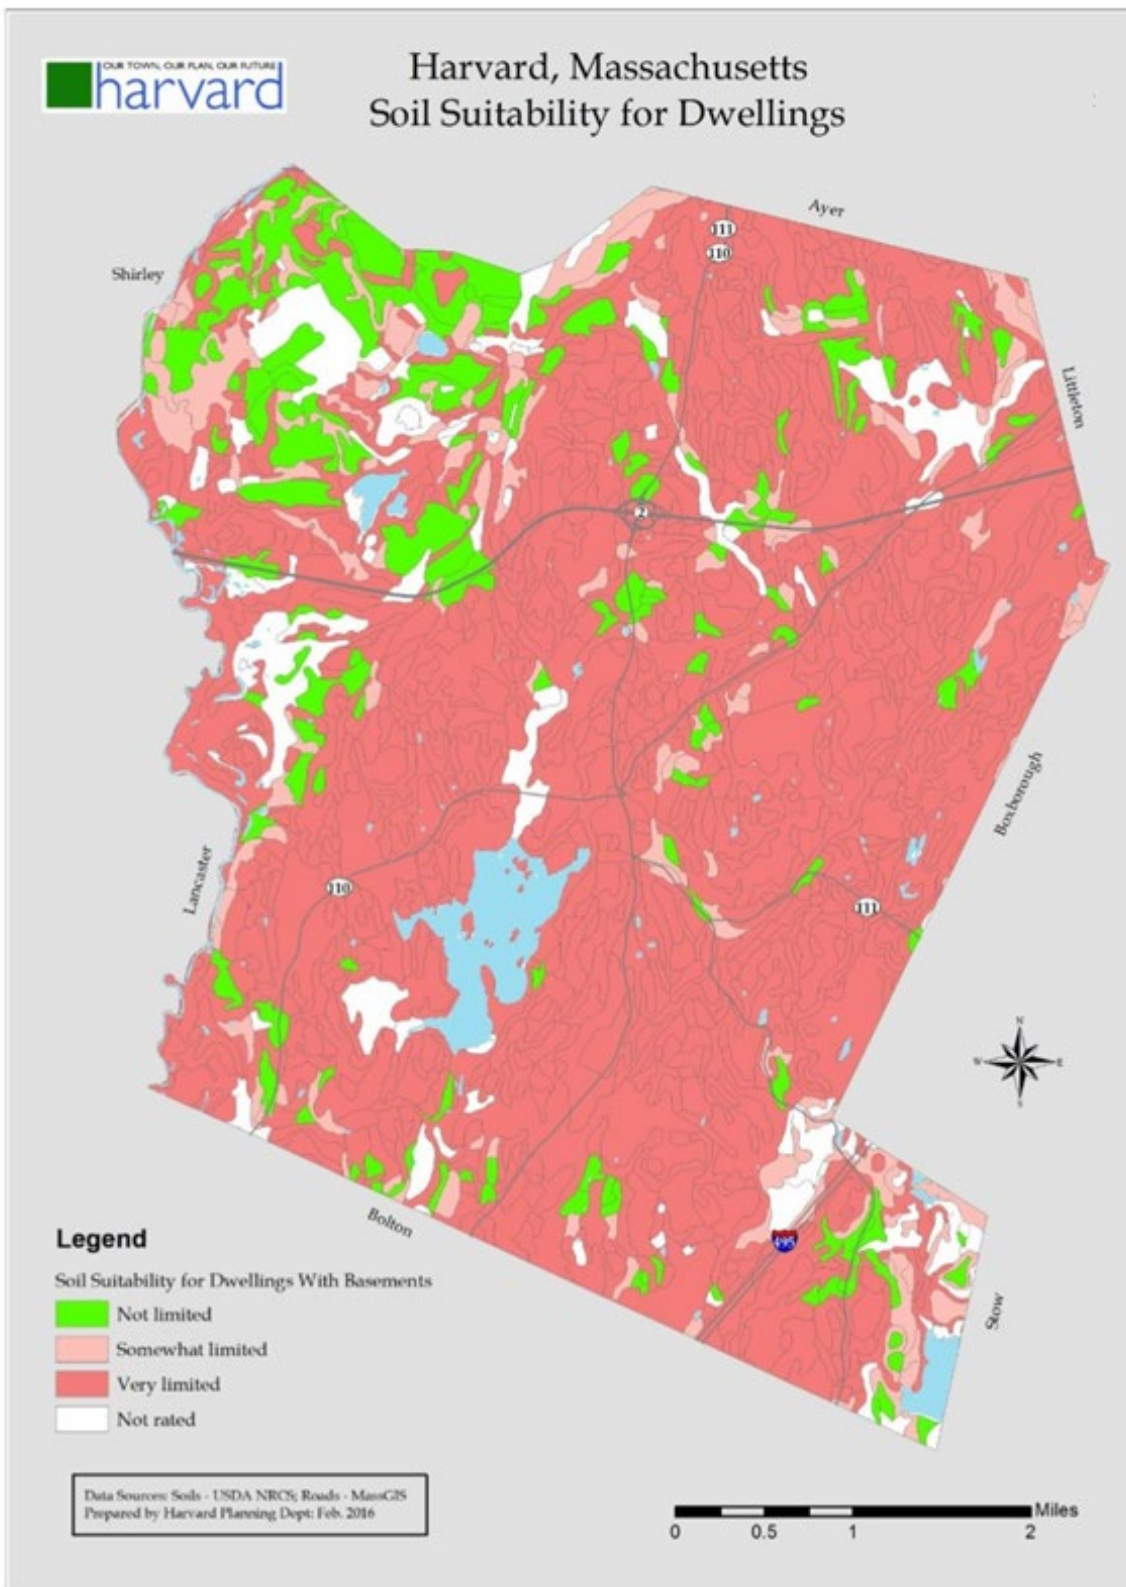 OUR TOWN, OUR PLAN, OUR FUTURE
harvard
Harvard, Massachusetts
Soil Suitability for Dwellings
Ayer
111
110
Shirley
Littleton
2
Boxborough
Lancaster
110
111
N
W E
S
Bolton
495
Stow
Legend
Soil Suitability for Dwellings With Basements
Not limited
Somewhat limited
Very limited
Not rated
Data Sources: Soils - USDA NRCS; Roads - MassGIS
Prepared by Harvard Planning Dept: Feb. 2016
Miles
0 0.5 1 2